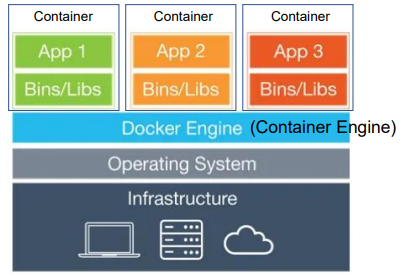 Container Container Container
App 1 App 2 App 3
Bins/Libs Bins/Libs Bins/Libs
Docker Engine (Container Engine)
Operating System
Infrastructure